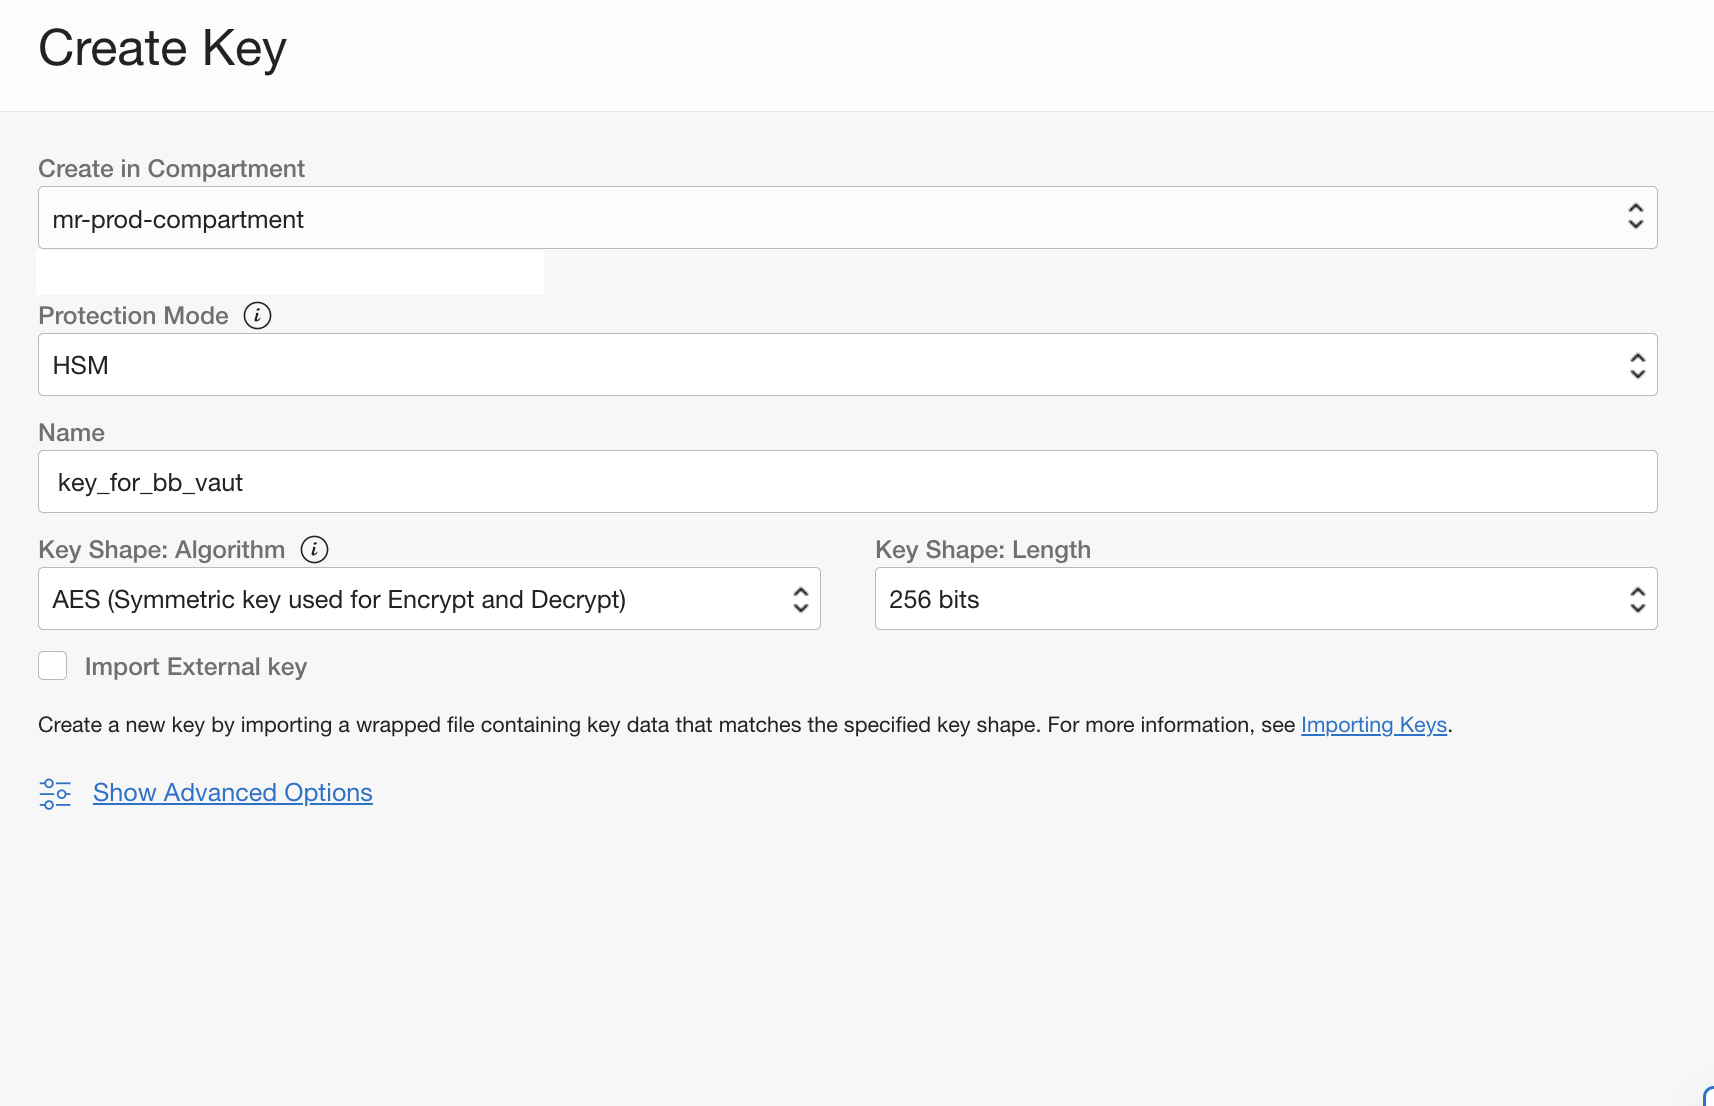 Create Key
Create in Compartment
mr-prod-compartment
Protection Mode
HSM
Name
key_for_bb_vaut
Key Shape: Algorithm
Key Shape: Length
AES (Symmetric key used for Encrypt and Decrypt)
256 bits
Import External key
Create a new key by importing a wrapped file containing key data that matches the specified key shape. For more information, see Importing Keys.
Show Advanced Options